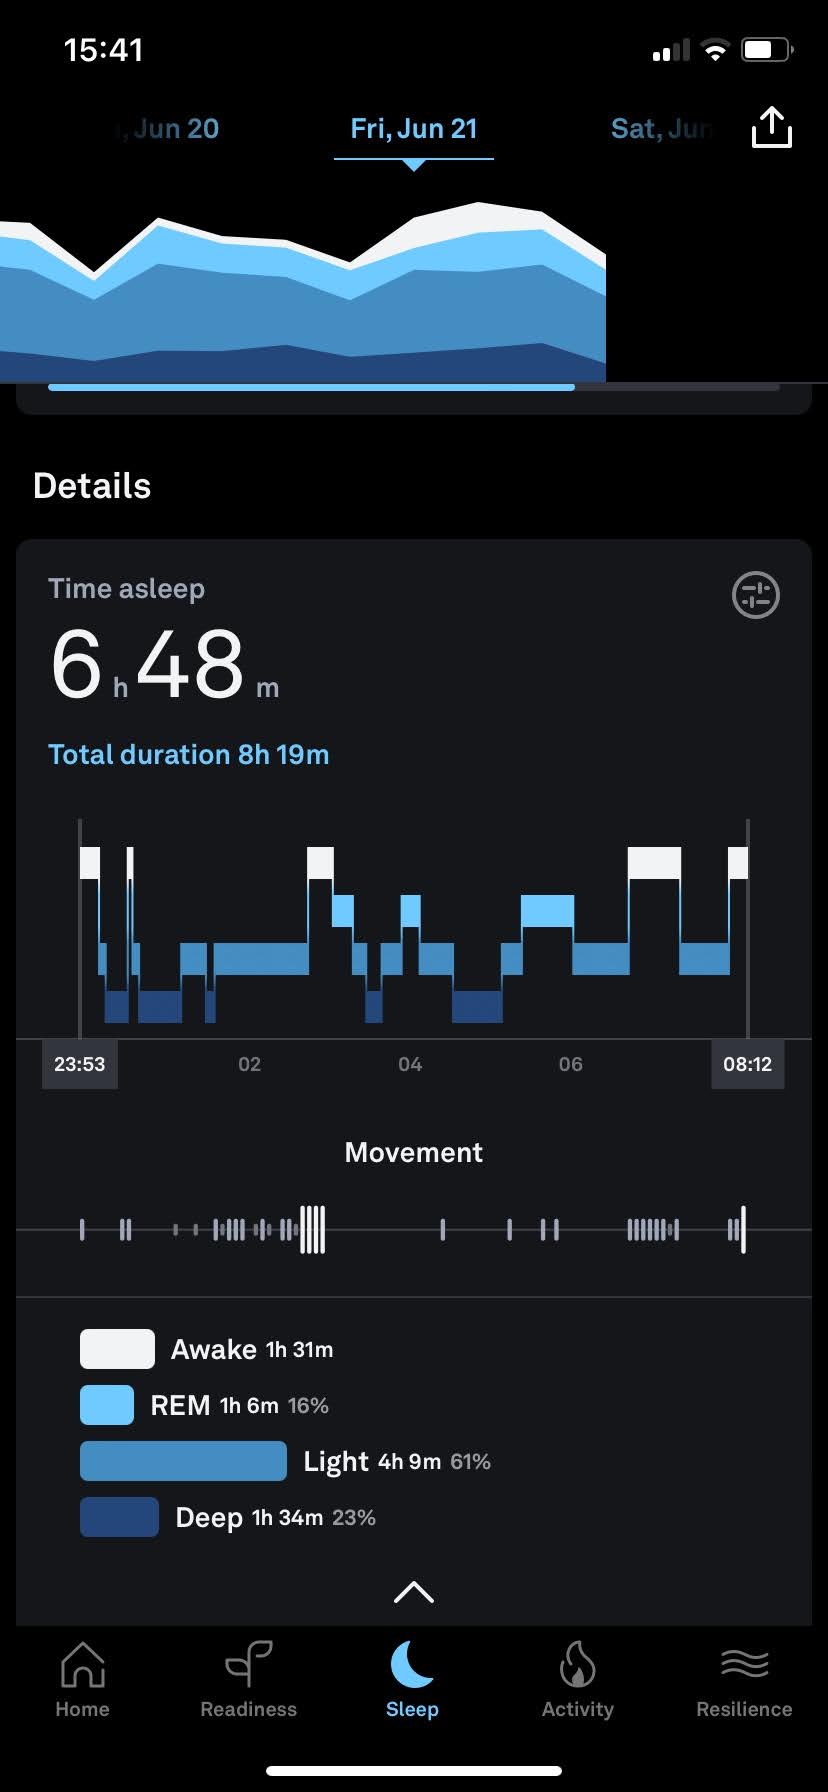 15:41
, Jun 20 Fri, Jun 21 Sat, Jun
Details
Time asleep
6 h 48 m
Total duration 8h 19m
23:53 02 04 06 08:12
Movement
Awake 1h 31m
REM 1h 6m 16%
Light 4h 9m 61%
Deep 1h 34m 23%
Home Readiness Sleep Activity Resilience